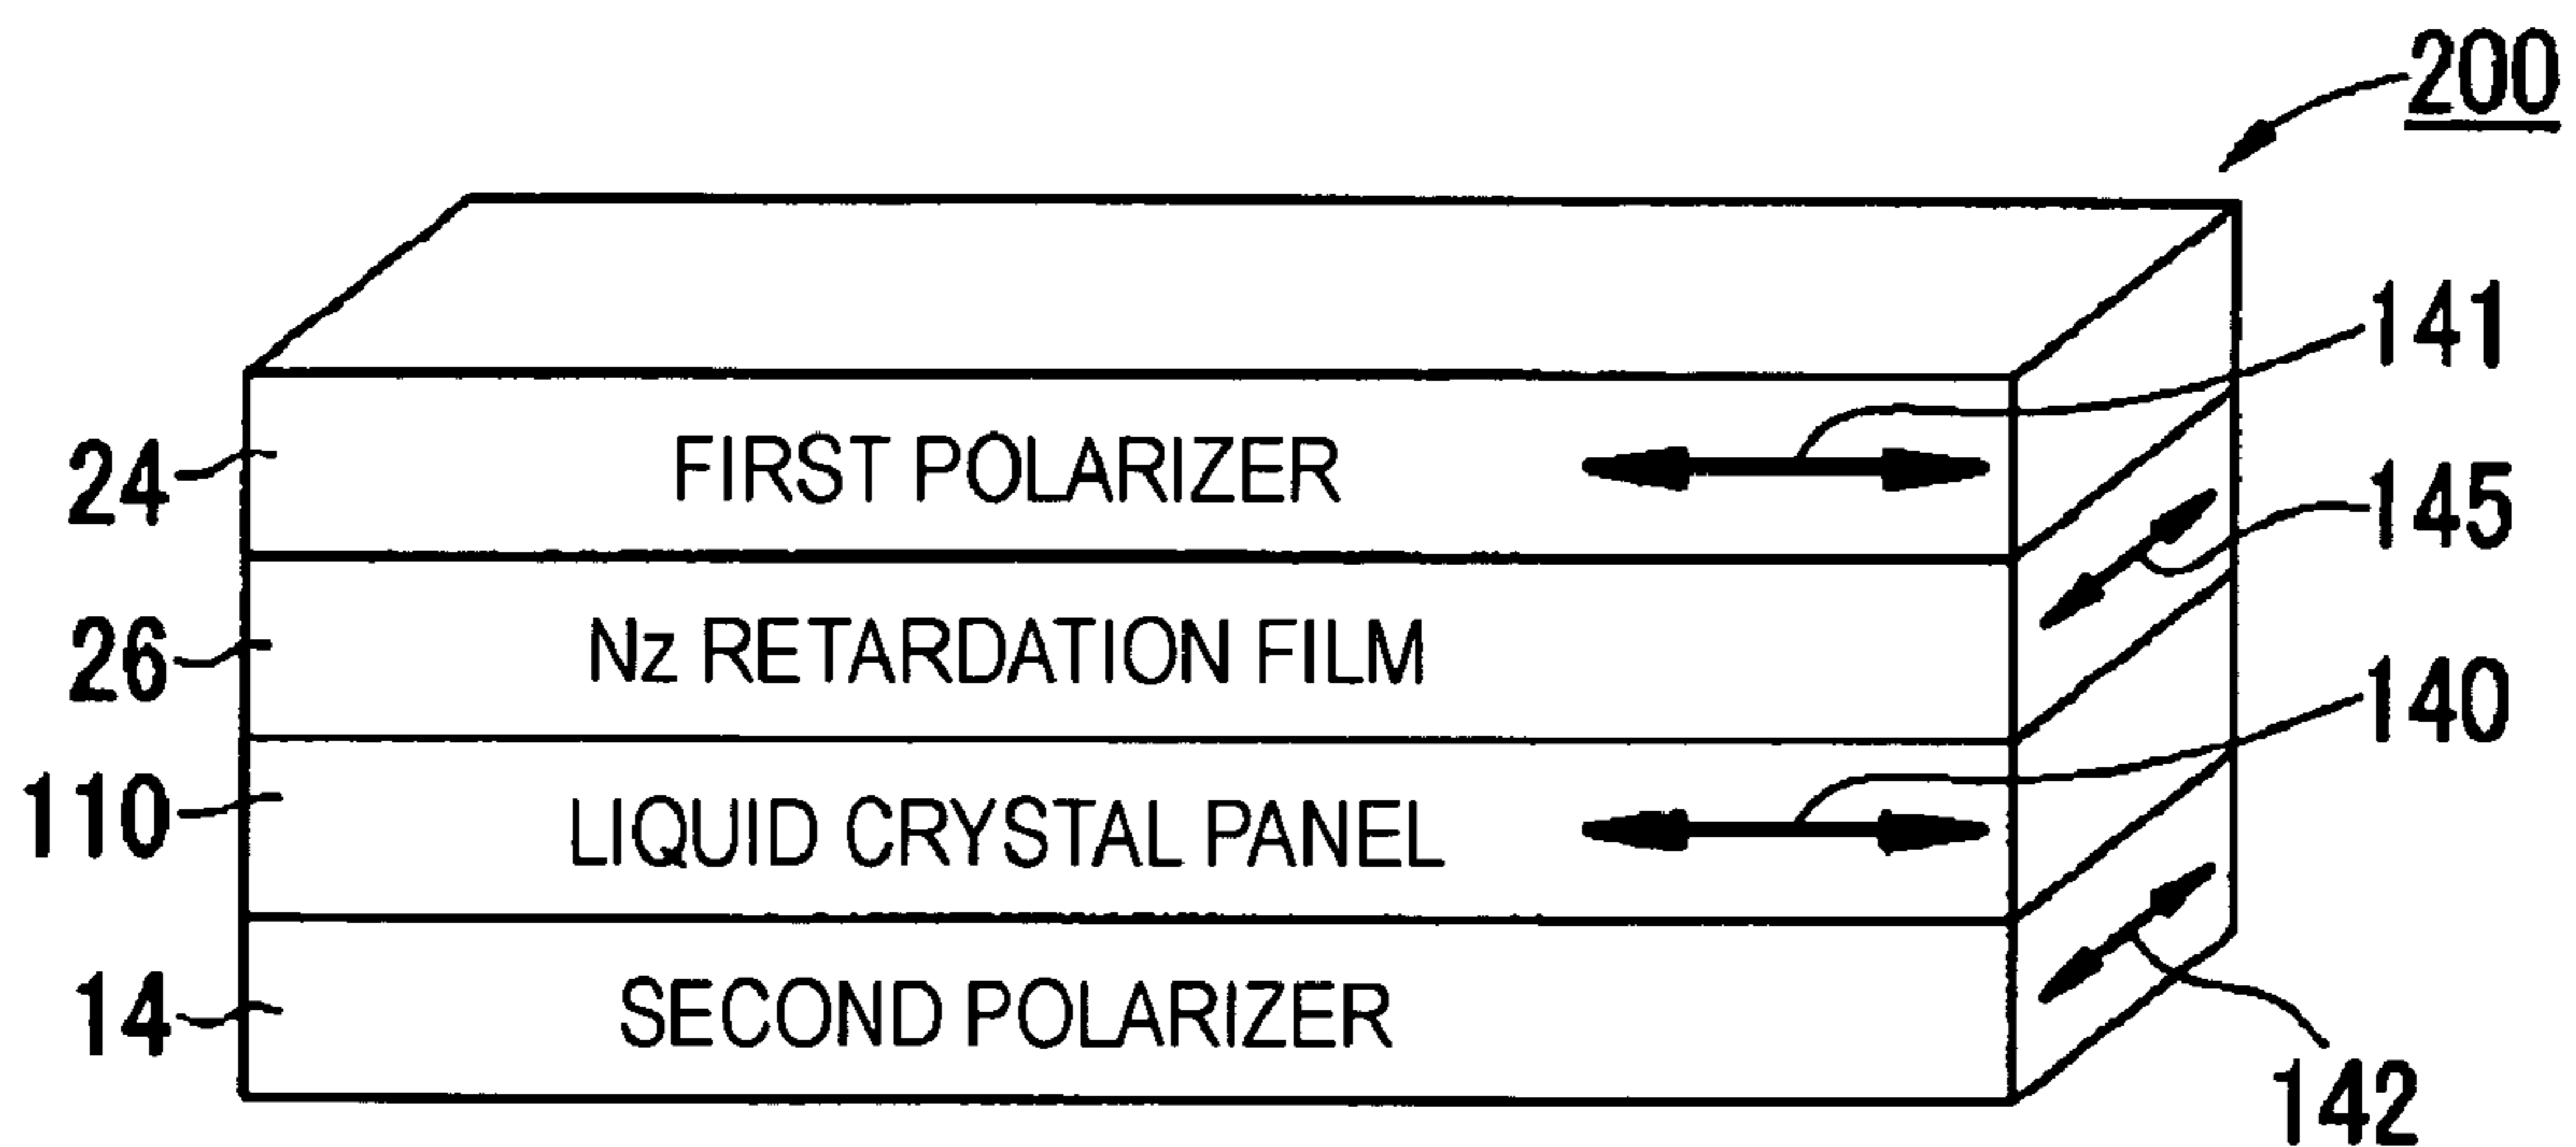 200
141
24
FIRST POLARIZER
145
26
Nz RETARDATION FILM
140
110
LIQUID CRYSTAL PANEL
14
SECOND POLARIZER
142